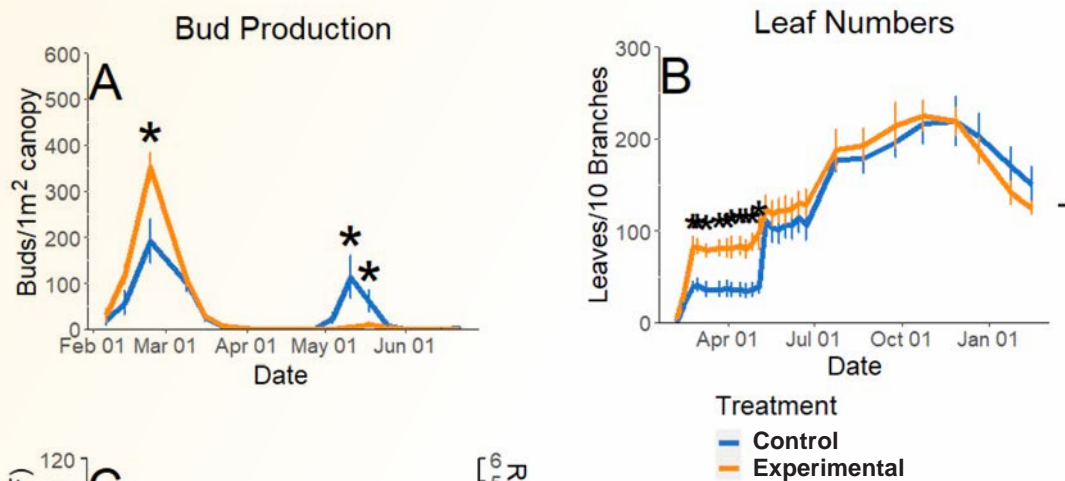 Bud Production
A
600
500
400
300
200
100
0
Buds/1m² canopy
*
*
*
Feb 01 Mar 01 Apr 01 May 01 Jun 01
Date
Leaf Numbers
B
300
200
100
0
Leaves/10 Branches
**********
Apr 01 Jul 01 Oct 01 Jan 01
Date
Treatment
Control
Experimental
120
C